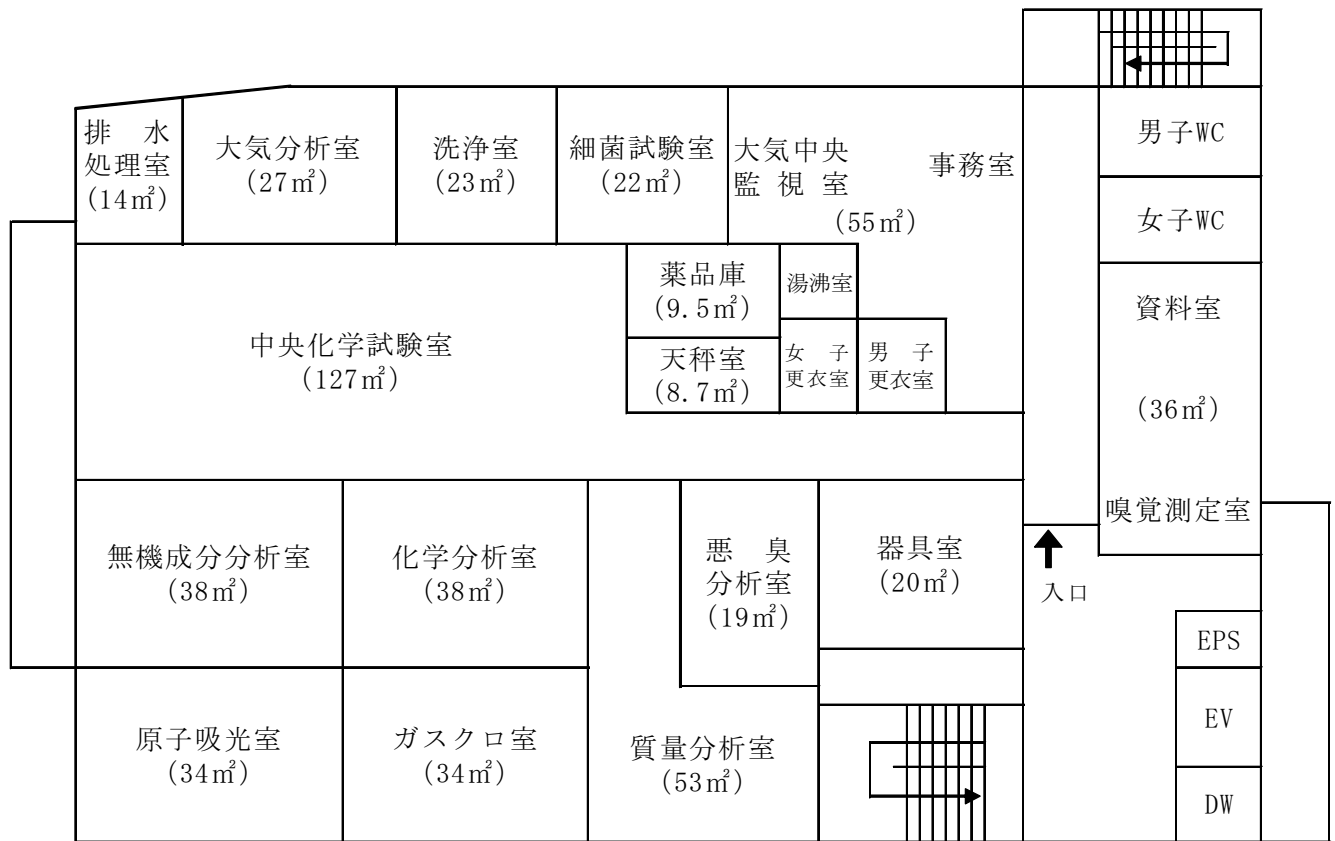 排 水
処理室
(14㎡)
大気分析室
(27㎡)
洗浄室
(23㎡)
細菌試験室
(22㎡)
大気中央
監 視 室
事務室
(55㎡)
男子WC
女子WC
薬品庫
(9.5㎡)
湯沸室
資料室
(36㎡)
嗅覚測定室
中央化学試験室
(127㎡)
天秤室
(8.7㎡)
女 子
更衣室
男 子
更衣室
無機成分分析室
(38㎡)
化学分析室
(38㎡)
悪 臭
分析室
(19㎡)
器具室
(20㎡)
入口
EPS
原子吸光室
(34㎡)
ガスクロ室
(34㎡)
質量分析室
(53㎡)
EV
DW